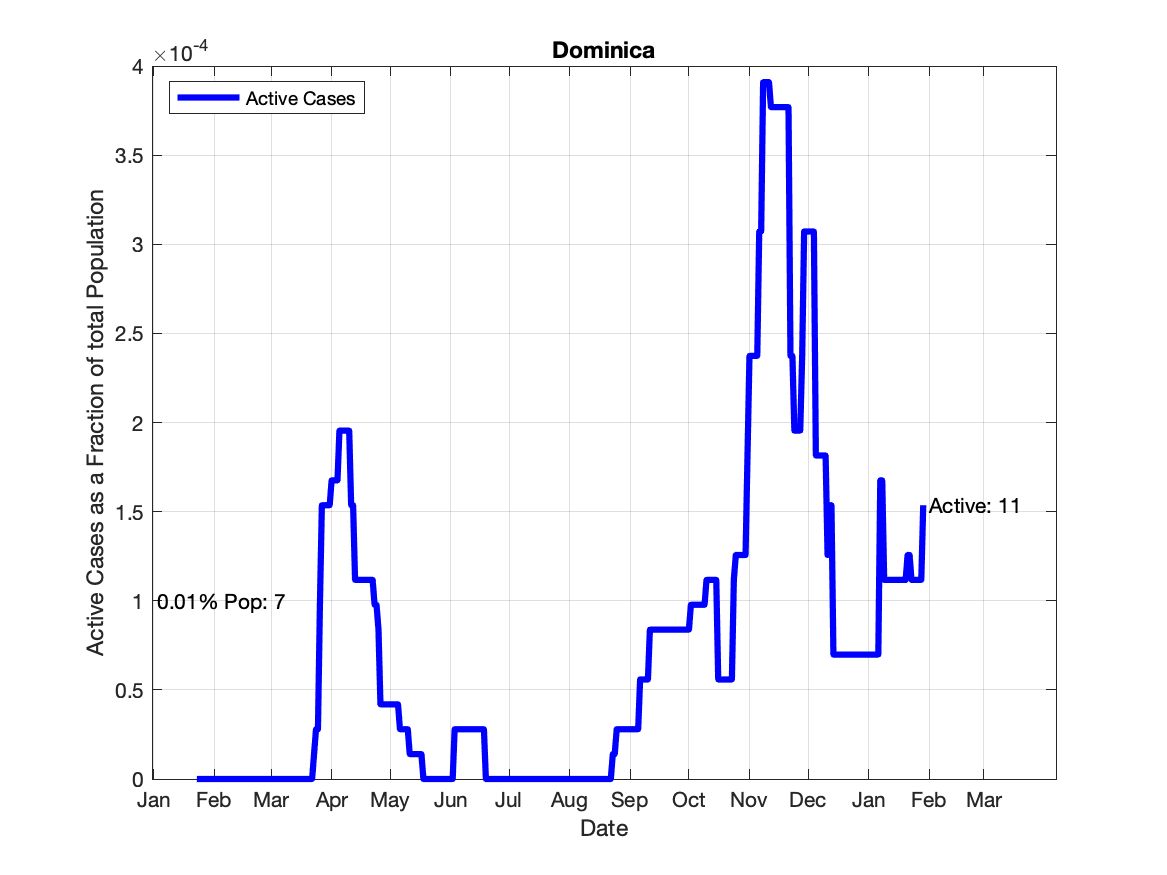 Dominica
×10-4
Active Cases
4
3.5
3
2.5
2
1.5
1
0.5
0
Active Cases as a Fraction of total Population
0.01% Pop: 7
Active: 11
Jan Feb Mar Apr May Jun Jul Aug Sep Oct Nov Dec Jan Feb Mar
Date